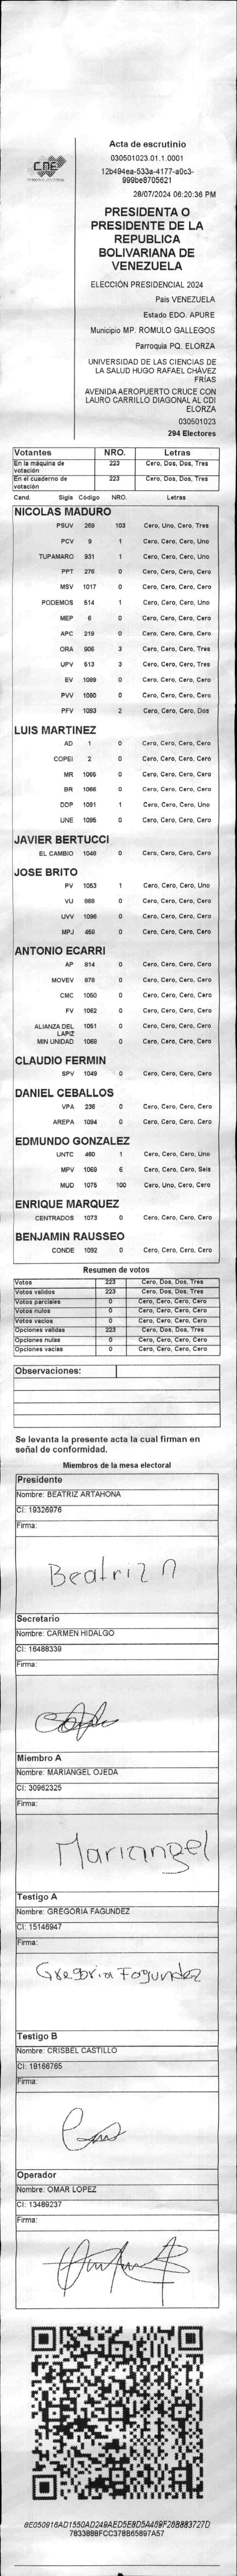 CNE
Acta de escrutinio
030501023.01.1.0001
12b494ea-533a-4177-a0c3-
999be8705621
28/07/2024 06:20:36 PM
PRESIDENTA O
PRESIDENTE DE LA
REPUBLICA
BOLIVARIANA DE
VENEZUELA
ELECCIÓN PRESIDENCIAL 2024
País VENEZUELA
Estado EDO. APURE
Municipio MP. ROMULO GALLEGOS
Parroquia PQ. ELORZA
UNIVERSIDAD DE LAS CIENCIAS DE
LA SALUD HUGO RAFAEL CHÁVEZ
FRÍAS
AVENIDA AEROPUERTO CRUCE CON
LAURO CARRILLO DIAGONAL AL CDI
ELORZA
030501023
294 Electores
Votantes NRO. Letras
En la máquina de votación 223 Cero, Dos, Dos, Tres
En el cuaderno de votación 223 Cero, Dos, Dos, Tres
Cand. Sigla Código NRO. Letras
NICOLAS MADURO
PSUV 269 103 Cero, Uno, Cero, Tres
PCV 9 1 Cero, Cero, Cero, Uno
TUPAMARO 931 1 Cero, Cero, Cero, Uno
PPT 276 0 Cero, Cero, Cero, Cero
MSV 1017 0 Cero, Cero, Cero, Cero
PODEMOS 514 1 Cero, Cero, Cero, Uno
MEP 6 0 Cero, Cero, Cero, Cero
APC 219 0 Cero, Cero, Cero, Cero
ORA 906 3 Cero, Cero, Cero, Tres
UPV 513 3 Cero, Cero, Cero, Tres
EV 1089 0 Cero, Cero, Cero, Cero
PVV 1090 0 Cero, Cero, Cero, Cero
PFV 1093 2 Cero, Cero, Cero, Dos
LUIS MARTINEZ
AD 1 0 Cero, Cero, Cero, Cero
COPEI 2 0 Cero, Cero, Cero, Cero
MR 1065 0 Cero, Cero, Cero, Cero
BR 1066 0 Cero, Cero, Cero, Cero
DDP 1091 1 Cero, Cero, Cero, Uno
UNE 1095 0 Cero, Cero, Cero, Cero
JAVIER BERTUCCI
EL CAMBIO 1048 0 Cero, Cero, Cero, Cero
JOSE BRITO
PV 1053 1 Cero, Cero, Cero, Uno
VU 868 0 Cero, Cero, Cero, Cero
UVV 1096 0 Cero, Cero, Cero, Cero
MPJ 458 0 Cero, Cero, Cero, Cero
ANTONIO ECARRI
AP 814 0 Cero, Cero, Cero, Cero
MOVEV 879 0 Cero, Cero, Cero, Cero
CMC 1050 0 Cero, Cero, Cero, Cero
FV 1062 0 Cero, Cero, Cero, Cero
ALIANZA DEL LAPIZ 1051 0 Cero, Cero, Cero, Cero
MIN UNIDAD 1068 0 Cero, Cero, Cero, Cero
CLAUDIO FERMIN
SPV 1049 0 Cero, Cero, Cero, Cero
DANIEL CEBALLOS
VPA 236 0 Cero, Cero, Cero, Cero
AREPA 1094 0 Cero, Cero, Cero, Cero
EDMUNDO GONZALEZ
UNTC 460 1 Cero, Cero, Cero, Uno
MPV 1069 6 Cero, Cero, Cero, Seis
MUD 1075 100 Cero, Uno, Cero, Cero
ENRIQUE MARQUEZ
CENTRADOS 1073 0 Cero, Cero, Cero, Cero
BENJAMIN RAUSSEO
CONDE 1092 0 Cero, Cero, Cero, Cero
Resumen de votos
Votos 223 Cero, Dos, Dos, Tres
Votos validos 223 Cero, Dos, Dos, Tres
Votos parciales 0 Cero, Cero, Cero, Cero
Votos nulos 0 Cero, Cero, Cero, Cero
Votos vacios 0 Cero, Cero, Cero, Cero
Opciones validas 223 Cero, Dos, Dos, Tres
Opciones nulas 0 Cero, Cero, Cero, Cero
Opciones vacias 0 Cero, Cero, Cero, Cero
Observaciones:
Se levanta la presente acta la cual firman en
señal de conformidad.
Miembros de la mesa electoral
Presidente
Nombre: BEATRIZ ARTAHONA
CI: 19326976
Firma:
Beatriz A
Secretario
Nombre: CARMEN HIDALGO
CI: 16488339
Firma:
Miembro A
Nombre: MARIANGEL OJEDA
CI: 30962325
Firma:
Mariangel
Testigo A
Nombre: GREGORIA FAGUNDEZ
CI: 15146947
Firma:
Gregoria Fagundez
Testigo B
Nombre: CRISBEL CASTILLO
CI: 18166765
Firma:
Operador
Nombre: OMAR LOPEZ
CI: 13489237
Firma: